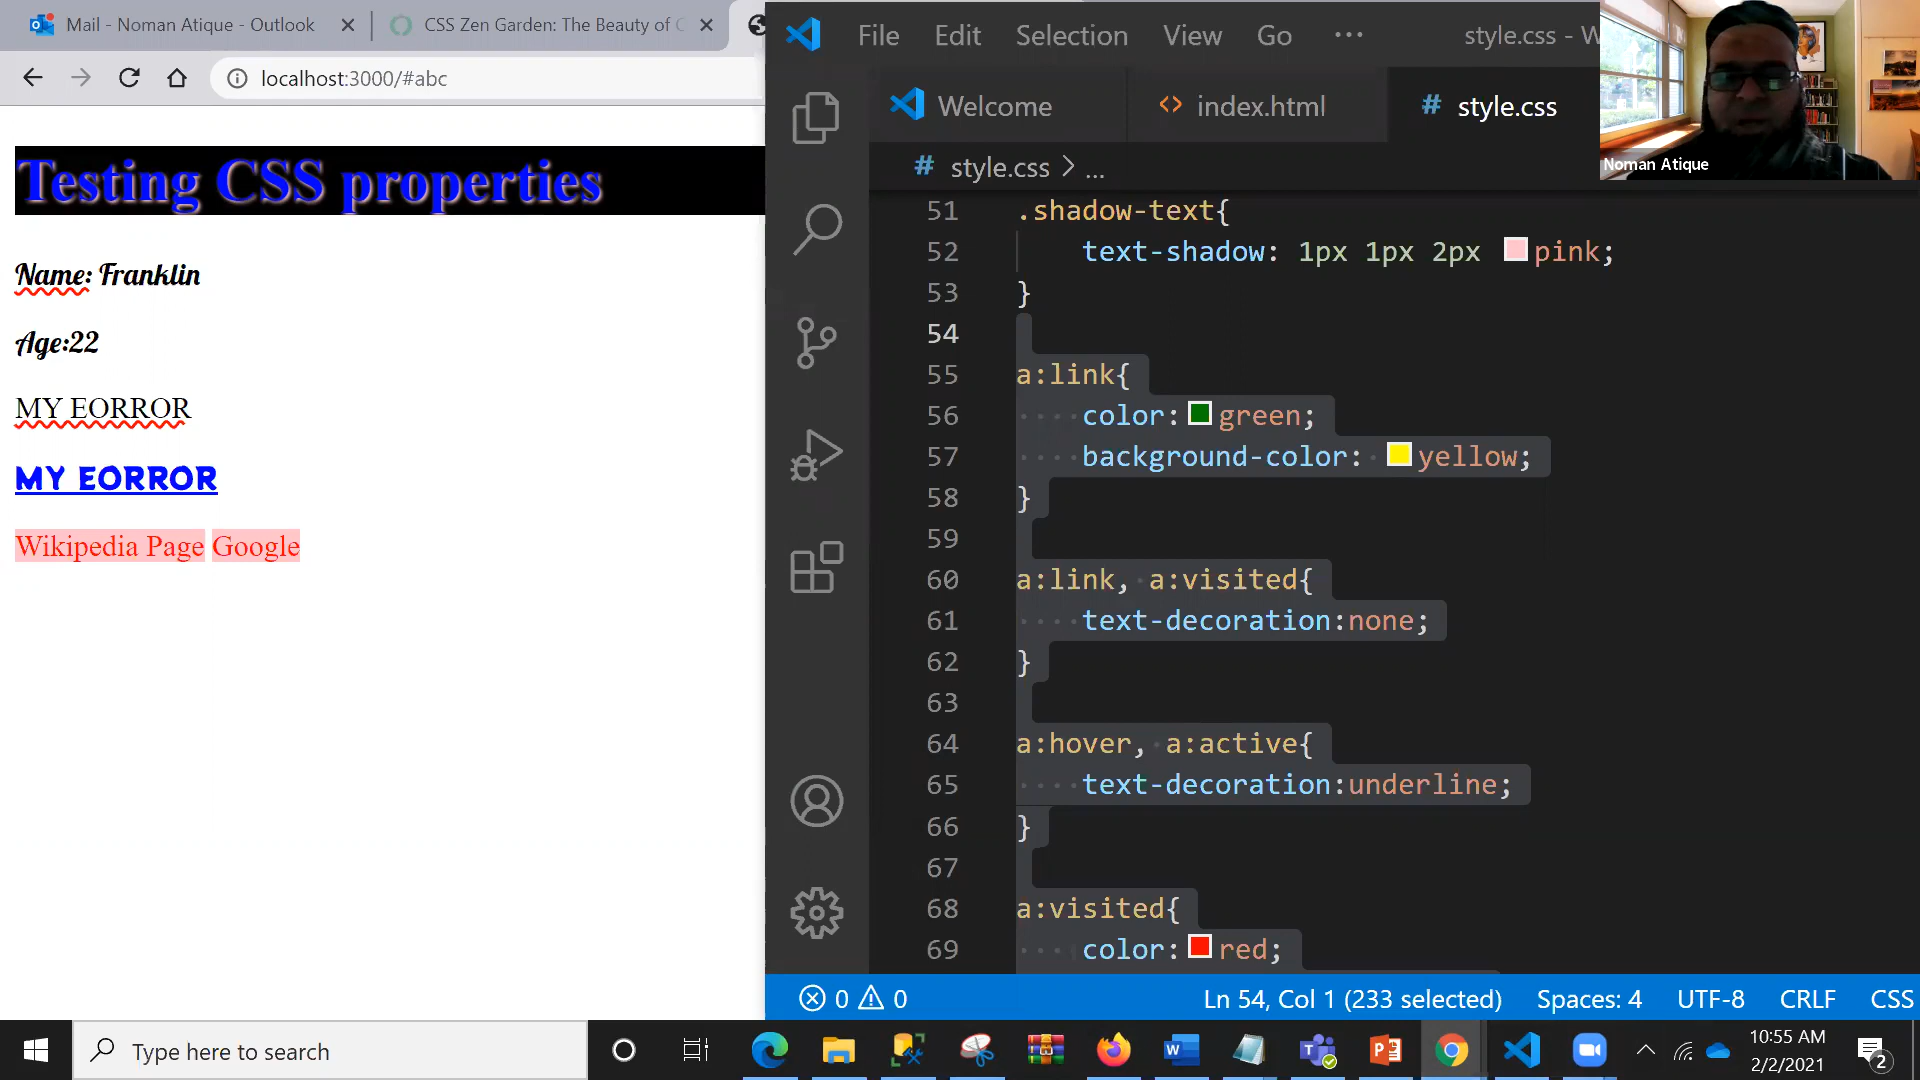 Mail - Noman Atique - Outlook
CSS Zen Garden: The Beauty of C
localhost:3000/#abc
Testing CSS properties
Name: Franklin
Age:22
MY EORROR
MY EORROR
Wikipedia Page Google
File Edit Selection View Go ... style.css - W
Welcome index.html # style.css
# style.css > ...
51 .shadow-text{
52 text-shadow: 1px 1px 2px pink;
53 }
54
55 a:link{
56 color:green;
57 background-color: yellow;
58 }
59
60 a:link, a:visited{
61 text-decoration:none;
62 }
63
64 a:hover, a:active{
65 text-decoration:underline;
66 }
67
68 a:visited{
69 color:red;
0 0 Ln 54, Col 1 (233 selected) Spaces: 4 UTF-8 CRLF CSS
Noman Atique
Type here to search
10:55 AM
2/2/2021
2